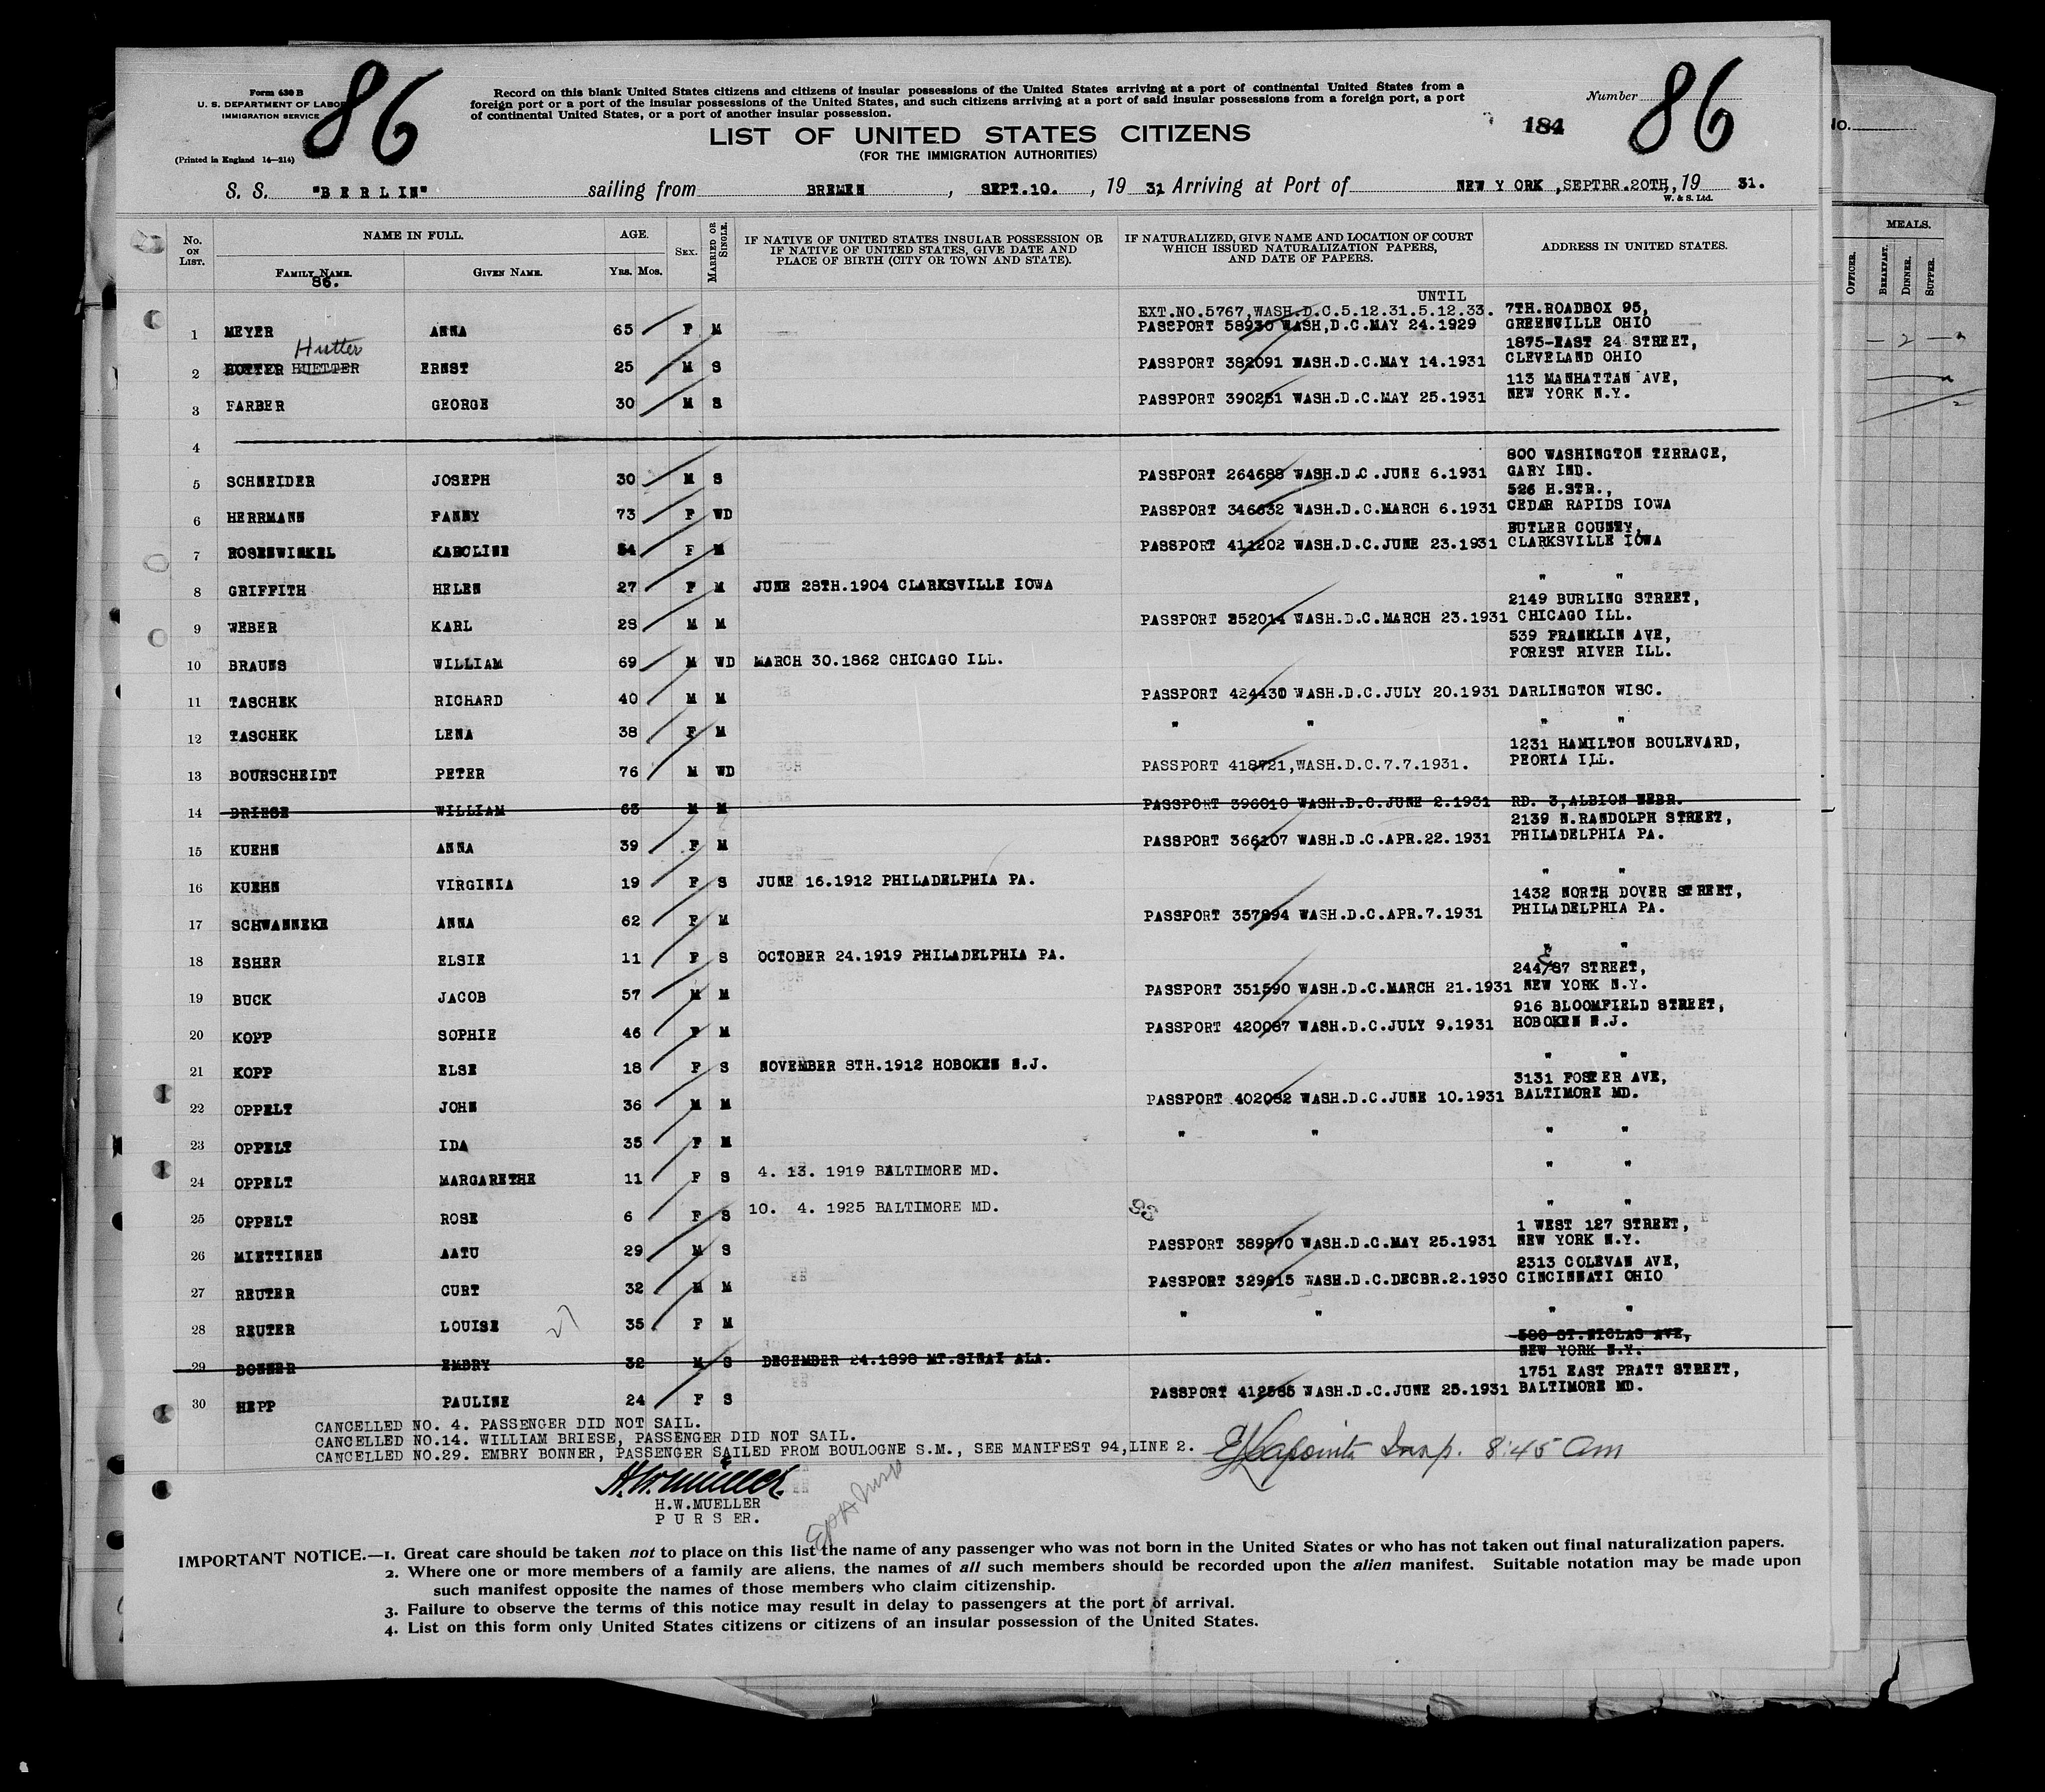 86
Form 630 B
U. S. DEPARTMENT OF LABOR
IMMIGRATION SERVICE
(Printed in England 14—214)
Record on this blank United States citizens and citizens of insular possessions of the United States arriving at a port of continental United States from a
foreign port or a port of the insular possessions of the United States, and such citizens arriving at a port of said insular possessions from a foreign port, a port
of continental United States, or a port of another insular possession.
LIST OF UNITED STATES CITIZENS
(FOR THE IMMIGRATION AUTHORITIES)
Number
184 86
No.
S. S. "BERLIN" sailing from BREMEN, SEPT.10., 19 31, Arriving at Port of NEW YORK, SEPTBR.20TH, 19 31.
W. & S. Ltd.
No. ON LIST. NAME IN FULL. AGE. SEX. MARRIED OR SINGLE. IF NATIVE OF UNITED STATES INSULAR POSSESSION OR IF NATIVE OF UNITED STATES, GIVE DATE AND PLACE OF BIRTH (CITY OR TOWN AND STATE). IF NATURALIZED, GIVE NAME AND LOCATION OF COURT WHICH ISSUED NATURALIZATION PAPERS, AND DATE OF PAPERS. ADDRESS IN UNITED STATES.
FAMILY NAME. GIVEN NAME. YRS. MOS.
86.
MEALS.
OFFICER. BREAKFAST. DINNER. SUPPER.
UNTIL
EXT.NO.5767,WASH.D.C.5.12.31.5.12.33. 7TH.ROADBOX 95,
1 MEYER ANNA 65 F M PASSPORT 58930 WASH,D.C.MAY 24.1929 GREENVILLE OHIO
Hutter 1875-EAST 24 STREET,
2 HUETTER ERNST 25 M S PASSPORT 382091 WASH.D.C.MAY 14.1931 CLEVELAND OHIO
113 MANHATTAN AVE,
3 FARBER GEORGE 30 M S PASSPORT 390251 WASH.D.C.MAY 25.1931 NEW YORK N.Y.
4
800 WASHINGTON TERRACE,
5 SCHNEIDER JOSEPH 30 M S PASSPORT 264688 WASH.D.C.JUNE 6.1931 GARY IND.
526 H.STR.,
6 HERRMANN FANNY 73 F WD PASSPORT 346632 WASH.D.C.MARCH 6.1931 CEDAR RAPIDS IOWA
BUTLER COUNTY,
7 ROSENWINKEL KAROLINE 54 F M PASSPORT 411202 WASH.D.C.JUNE 23.1931 CLARKSVILLE IOWA
8 GRIFFITH HELEN 27 F M JUNE 28TH.1904 CLARKSVILLE IOWA " "
2149 BURLING STREET,
9 WEBER KARL 28 M M PASSPORT 352014 WASH.D.C.MARCH 23.1931 CHICAGO ILL.
539 FRANKLIN AVE,
10 BRAUNS WILLIAM 69 M WD MARCH 30.1862 CHICAGO ILL. FOREST RIVER ILL.
11 TASCHEK RICHARD 40 M M PASSPORT 424430 WASH.D.C.JULY 20.1931 DARLINGTON WISC.
12 TASCHEK LENA 38 F M " " " "
1231 HAMILTON BOULEVARD,
13 BOURSCHEIDT PETER 76 M WD PASSPORT 418721,WASH.D.C.7.7.1931. PEORIA ILL.
14 BRIESE WILLIAM 65 M M PASSPORT 396010 WASH.D.C.JUNE 2.1931 RD. 3,ALBION NEBR.
2139 N.RANDOLPH STREET,
15 KUEHN ANNA 39 F M PASSPORT 366107 WASH.D.C.APR.22.1931 PHILADELPHIA PA.
16 KUEHN VIRGINIA 19 F S JUNE 16.1912 PHILADELPHIA PA. " "
1432 NORTH DOVER STREET,
17 SCHWANNEKE ANNA 62 F M PASSPORT 357894 WASH.D.C.APR.7.1931 PHILADELPHIA PA.
18 ESHER ELSIE 11 F S OCTOBER 24.1919 PHILADELPHIA PA. " "
E
244/87 STREET,
19 BUCK JACOB 57 M M PASSPORT 351590 WASH.D.C.MARCH 21.1931 NEW YORK N.Y.
916 BLOOMFIELD STREET,
20 KOPP SOPHIE 46 F M PASSPORT 420087 WASH.D.C.JULY 9.1931 HOBOKEN N.J.
21 KOPP ELSE 18 F S NOVEMBER 8TH.1912 HOBOKEN N.J. " "
3131 FOSTER AVE,
22 OPPELT JOHN 36 M M PASSPORT 402082 WASH.D.C.JUNE 10.1931 BALTIMORE MD.
23 OPPELT IDA 35 F M " " " "
24 OPPELT MARGARETHE 11 F S 4. 13. 1919 BALTIMORE MD. " "
25 OPPELT ROSE 6 F S 10. 4. 1925 BALTIMORE MD. " "
1 WEST 127 STREET,
26 MIETTINEN AATU 29 M S PASSPORT 389870 WASH.D.C.MAY 25.1931 NEW YORK N.Y.
2313 COLEVAN AVE,
27 REUTER CURT 32 M M PASSPORT 329615 WASH.D.C.DECBR.2.1930 CINCINNATI OHIO
28 REUTER LOUISE 35 F M " " " "
580 ST.NICLAS AVE,
29 BONNER EMBRY 32 M S DECEMBER 24.1898 MT.SINAI ALA. NEW YORK N.Y.
1751 EAST PRATT STREET,
30 HEPP PAULINE 24 F S PASSPORT 412585 WASH.D.C.JUNE 25.1931 BALTIMORE MD.
CANCELLED NO. 4. PASSENGER DID NOT SAIL.
CANCELLED NO.14. WILLIAM BRIESE, PASSENGER DID NOT SAIL.
CANCELLED NO.29. EMBRY BONNER, PASSENGER SAILED FROM BOULOGNE S.M., SEE MANIFEST 94,LINE 2.
Insp. 8:45 am
H.W.Mueller
H.W.MUELLER
PURSER.
IMPORTANT NOTICE.—1. Great care should be taken not to place on this list the name of any passenger who was not born in the United States or who has not taken out final naturalization papers.
2. Where one or more members of a family are aliens, the names of all such members should be recorded upon the alien manifest. Suitable notation may be made upon
such manifest opposite the names of those members who claim citizenship.
3. Failure to observe the terms of this notice may result in delay to passengers at the port of arrival.
4. List on this form only United States citizens or citizens of an insular possession of the United States.